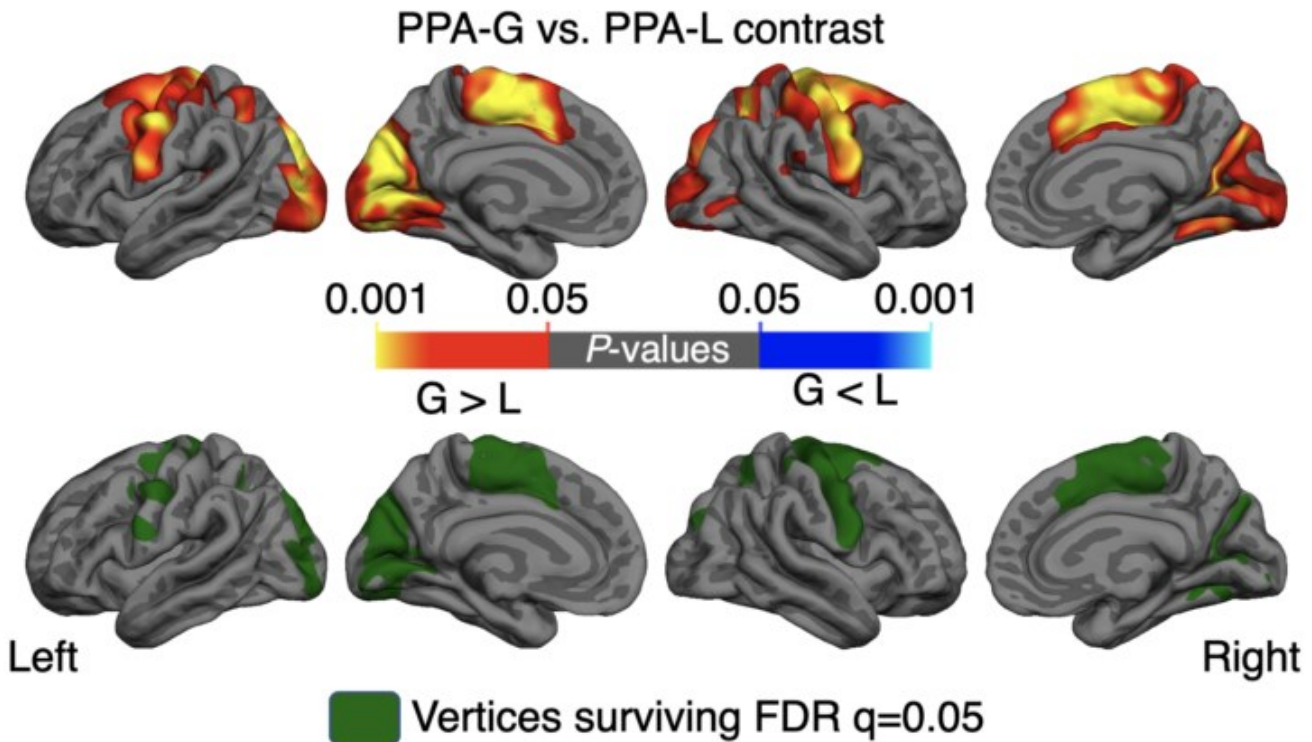 PPA-G vs. PPA-L contrast
0.001 0.05 0.05 0.001
P-values
G > L G < L
Left Right
Vertices surviving FDR q=0.05